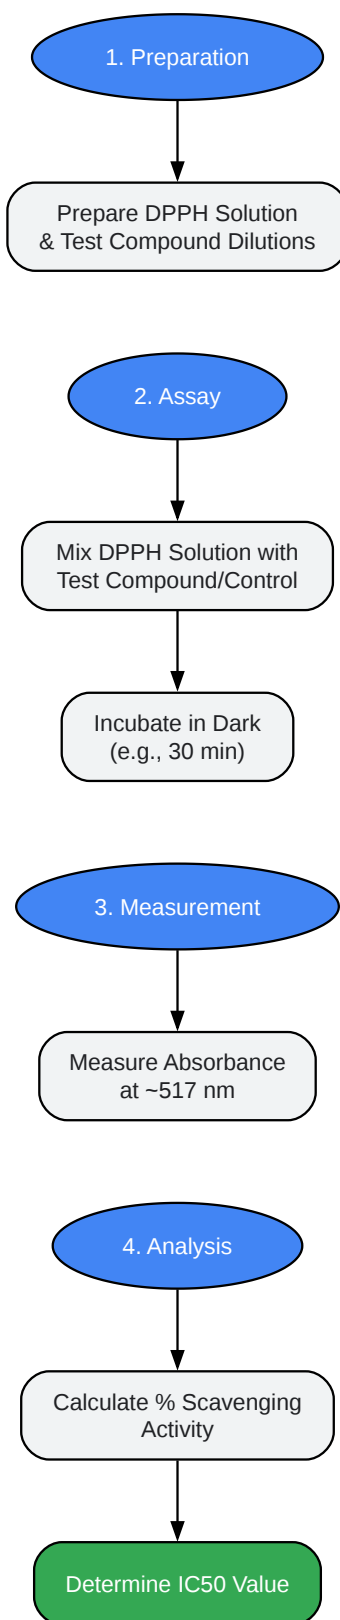 1. Preparation
Prepare DPPH Solution
& Test Compound Dilutions
2. Assay
Mix DPPH Solution with
Test Compound/Control
Incubate in Dark
(e.g., 30 min)
3. Measurement
Measure Absorbance
at ~517 nm
4. Analysis
Calculate % Scavenging
Activity
Determine IC50 Value